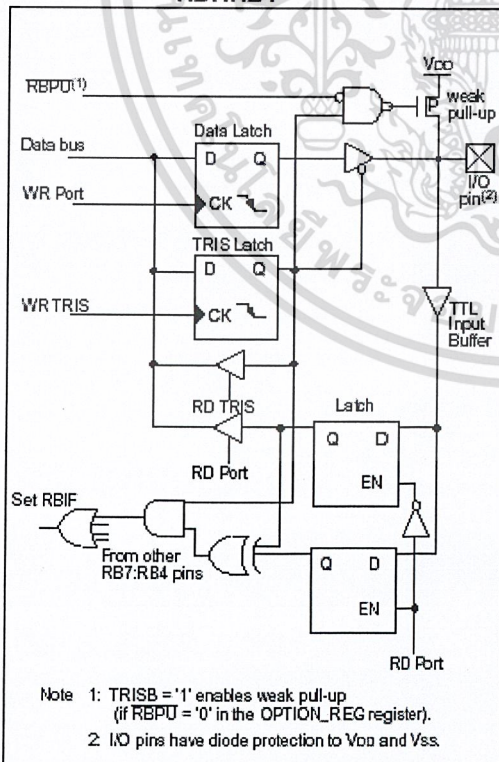 RBPU(1)
VDD
weak
pull-up
Data bus
Data Latch
D Q
WR Port
CK
I/O
pin(2)
TRIS Latch
D Q
WR TRIS
CK
TTL
Input
Buffer
RD TRIS
Latch
Q D
RD Port
EN
Set RBIF
From other
RB7:RB4 pins
Q D
EN
RD Port
Note 1: TRISB = '1' enables weak pull-up
(if RBPU = '0' in the OPTION_REG register).
2: I/O pins have diode protection to VDD and VSS.